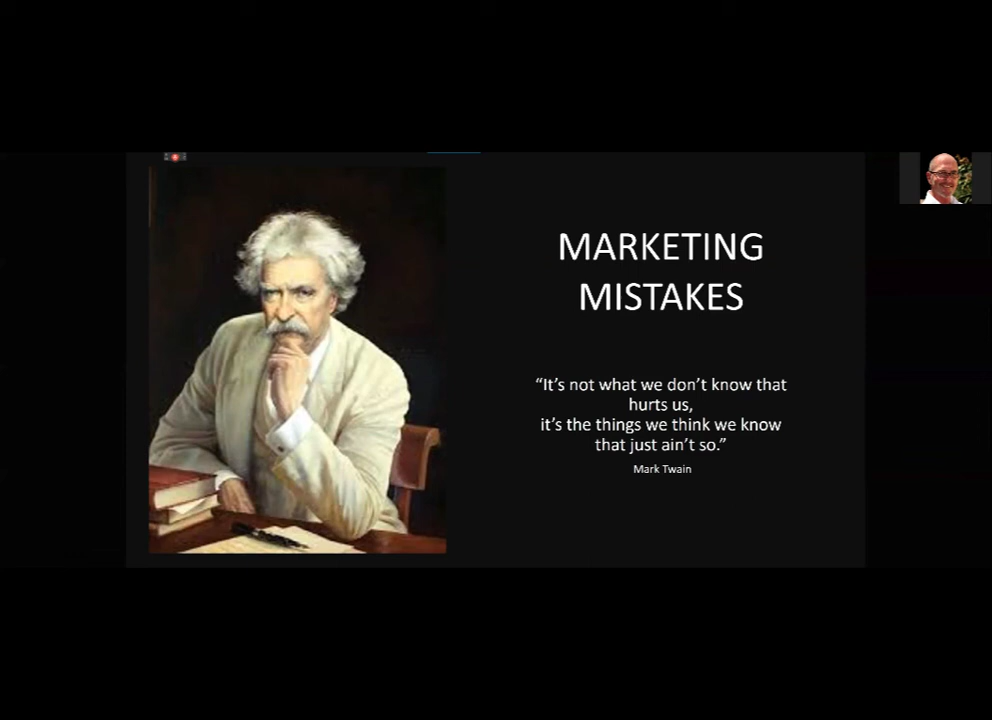 MARKETING
MISTAKES
“It’s not what we don’t know that
hurts us,
it’s the things we think we know
that just ain’t so.”
Mark Twain